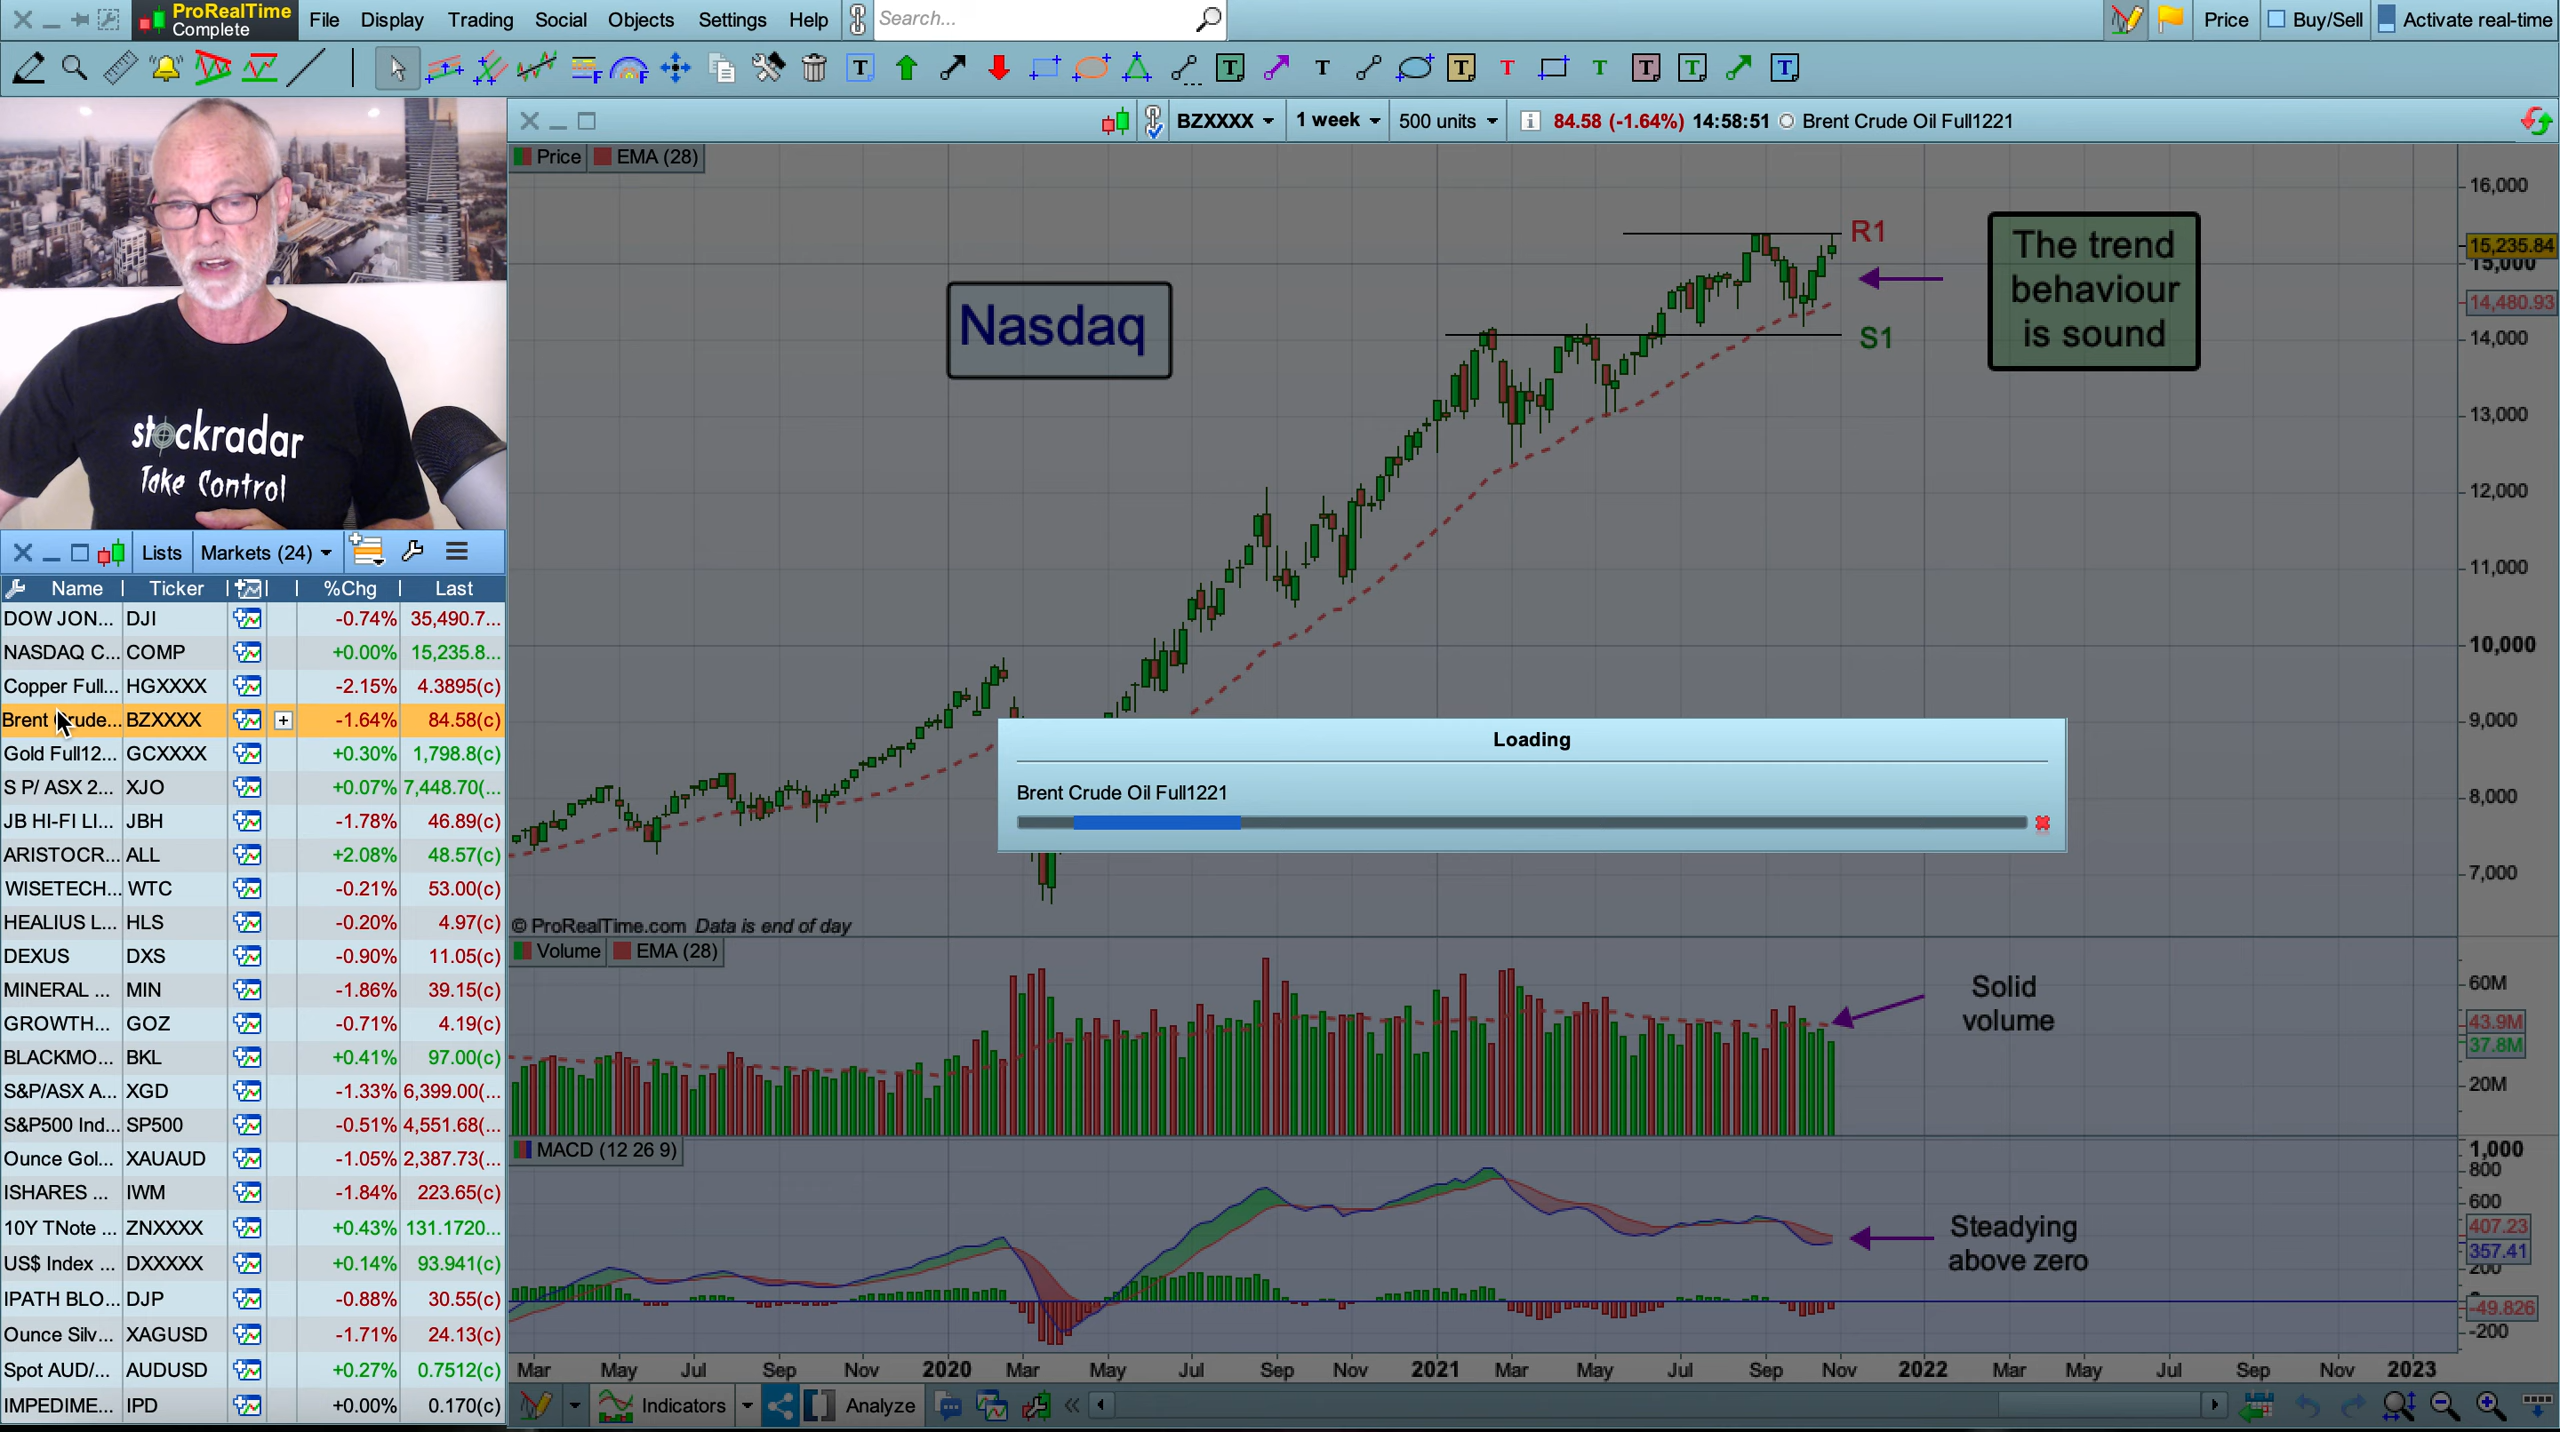 ProRealTime
Complete
File Display Trading Social Objects Settings Help Search... Price Buy/Sell Activate real-time
T T T T T T T T T
BZXXXX 1 week 500 units 84.58 (-1.64%) 14:58:51 Brent Crude Oil Full1221
Price EMA (28)
Nasdaq
R1
S1
The trend
behaviour
is sound
16,000
15,235.84
15,000
14,480.93
14,000
13,000
12,000
11,000
10,000
9,000
8,000
7,000
Loading
Brent Crude Oil Full1221
© ProRealTime.com Data is end of day
Volume EMA (28)
Solid
volume
60M
43.9M
37.8M
20M
MACD (12 26 9)
Steadying
above zero
1,000
800
600
407.23
357.41
200
-49.826
-200
Mar May Jul Sep Nov 2020 Mar May Jul Sep Nov 2021 Mar May Jul Sep Nov 2022 Mar May Jul Sep Nov 2023
Indicators Analyze
stockradar
Take Control
Lists Markets (24)
Name Ticker %Chg Last
DOW JON... DJI -0.74% 35,490.7...
NASDAQ C... COMP +0.00% 15,235.8...
Copper Full... HGXXXX -2.15% 4.3895(c)
Brent Crude... BZXXXX + -1.64% 84.58(c)
Gold Full12... GCXXXX +0.30% 1,798.8(c)
S P/ ASX 2... XJO +0.07% 7,448.70(...
JB HI-FI LI... JBH -1.78% 46.89(c)
ARISTOCR... ALL +2.08% 48.57(c)
WISETECH... WTC -0.21% 53.00(c)
HEALIUS L... HLS -0.20% 4.97(c)
DEXUS DXS -0.90% 11.05(c)
MINERAL ... MIN -1.86% 39.15(c)
GROWTH... GOZ -0.71% 4.19(c)
BLACKMO... BKL +0.41% 97.00(c)
S&P/ASX A... XGD -1.33% 6,399.00(...
S&P500 Ind... SP500 -0.51% 4,551.68(...
Ounce Gol... XAUAUD -1.05% 2,387.73(...
ISHARES ... IWM -1.84% 223.65(c)
10Y TNote ... ZNXXXX +0.43% 131.1720...
US$ Index ... DXXXXX +0.14% 93.941(c)
IPATH BLO... DJP -0.88% 30.55(c)
Ounce Silv... XAGUSD -1.71% 24.13(c)
Spot AUD/... AUDUSD +0.27% 0.7512(c)
IMPEDIME... IPD +0.00% 0.170(c)